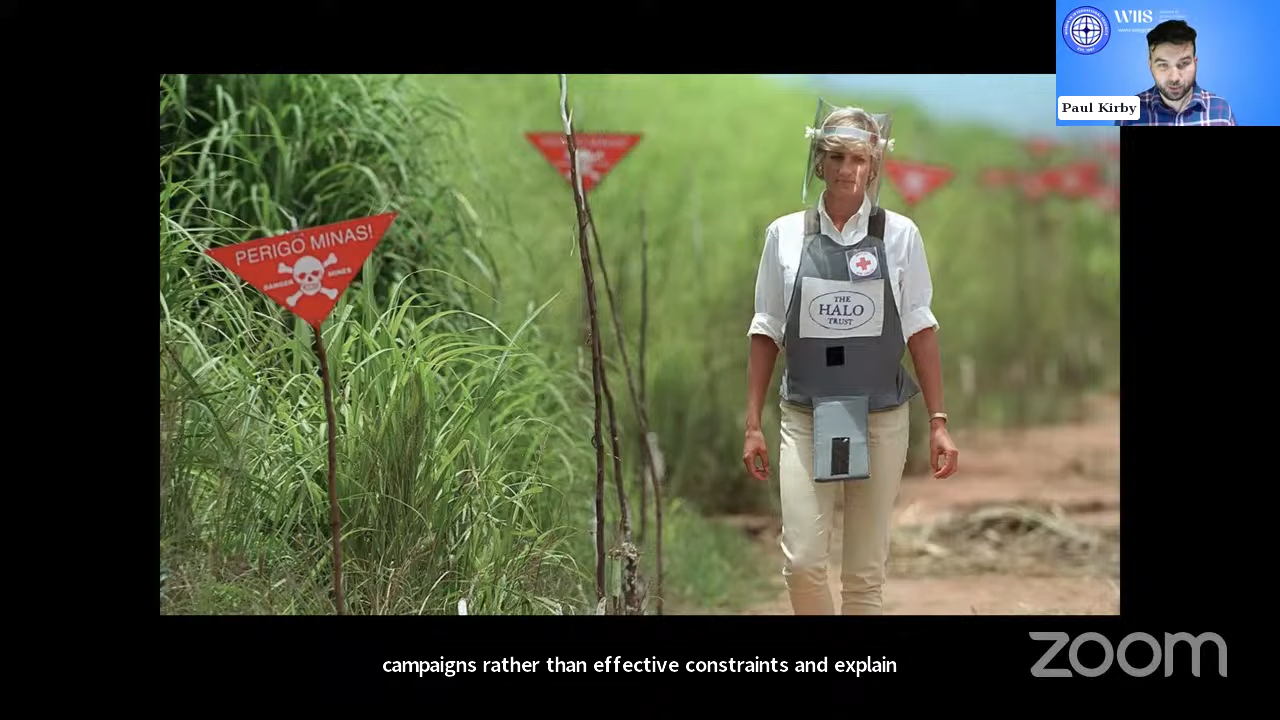 WIIS
Paul Kirby
PERIGO MINAS!
DANGER MINES
THE
HALO
TRUST
campaigns rather than effective constraints and explain
zoom